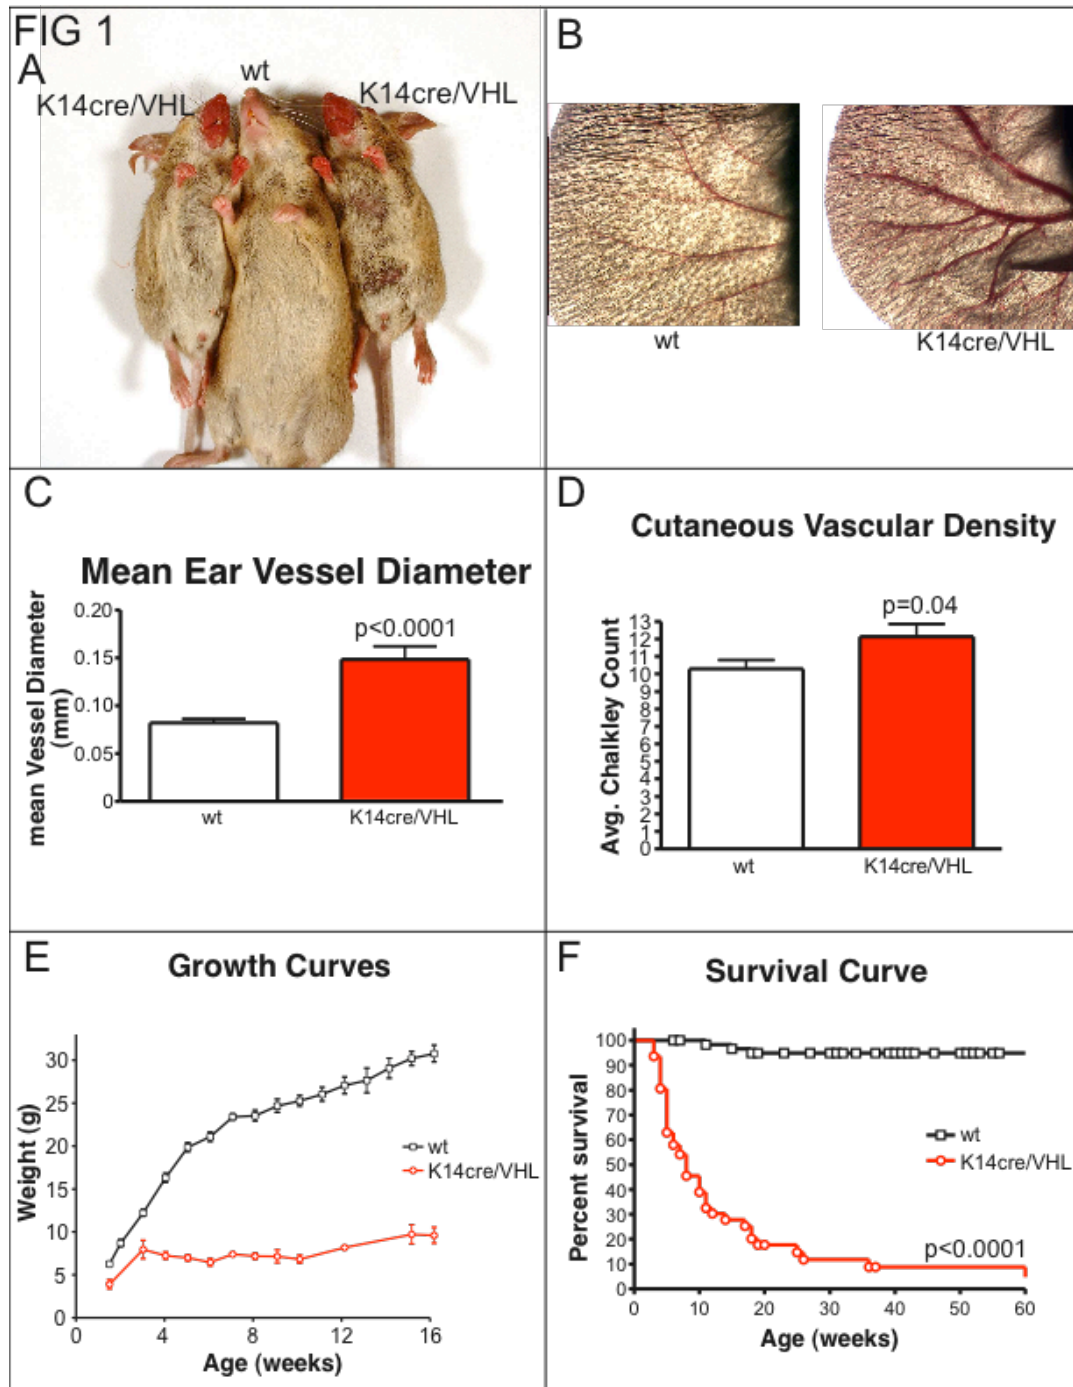 FIG 1
A
wt
K14cre/VHL
K14cre/VHL
B
wt
K14cre/VHL
C
Mean Ear Vessel Diameter
mean Vessel Diameter
(mm)
0.20
0.15
0.10
0.05
0
p<0.0001
wt
K14cre/VHL
D
Cutaneous Vascular Density
Avg. Chalkley Count
13
12
11
10
9
8
7
6
5
4
3
2
1
0
p=0.04
wt
K14cre/VHL
E
Growth Curves
Weight (g)
30
25
20
15
10
5
0
wt
K14cre/VHL
0 4 8 12 16
Age (weeks)
F
Survival Curve
Percent survival
100
90
80
70
60
50
40
30
20
10
0
wt
K14cre/VHL
p<0.0001
0 10 20 30 40 50 60
Age (weeks)